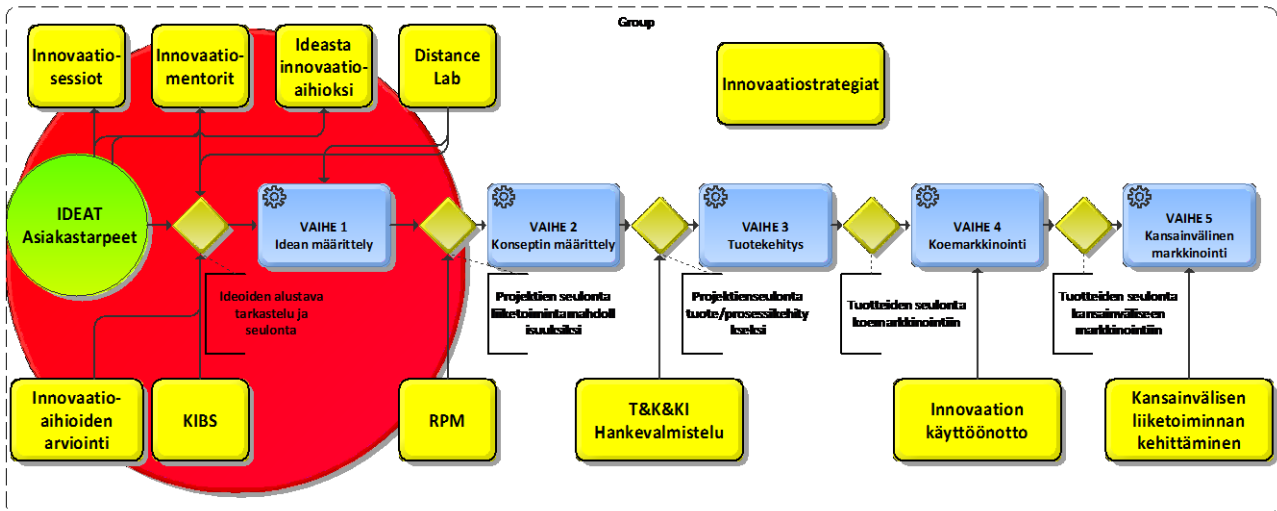 Group
Innovaatio-
sessiot
Innovaatio-
mentorit
Ideasta
innovaatio-
aihioksi
Distance
Lab
Innovaatiostrategiat
IDEAT
Asiakastarpeet
VAIHE 1
Idean määrittely
VAIHE 2
Konseptin määrittely
VAIHE 3
Tuotekehitys
VAIHE 4
Koemarkkinointi
VAIHE 5
Kansainvälinen
markkinointi
Ideoiden alustava
tarkastelu ja
seulonta
Projektien seulonta
liiketoimintamahdoll
isuuksiksi
Projektienseulonta
tuote/prosessikehity
kseksi
Tuotteiden seulonta
koemarkkinointiin
Tuotteiden seulonta
kansainväliseen
markkinointiin
Innovaatio-
aihioiden
arviointi
KIBS
RPM
T&K&KI
Hankevalmistelu
Innovaation
käyttöönotto
Kansainvälisen
liiketoiminnan
kehittäminen